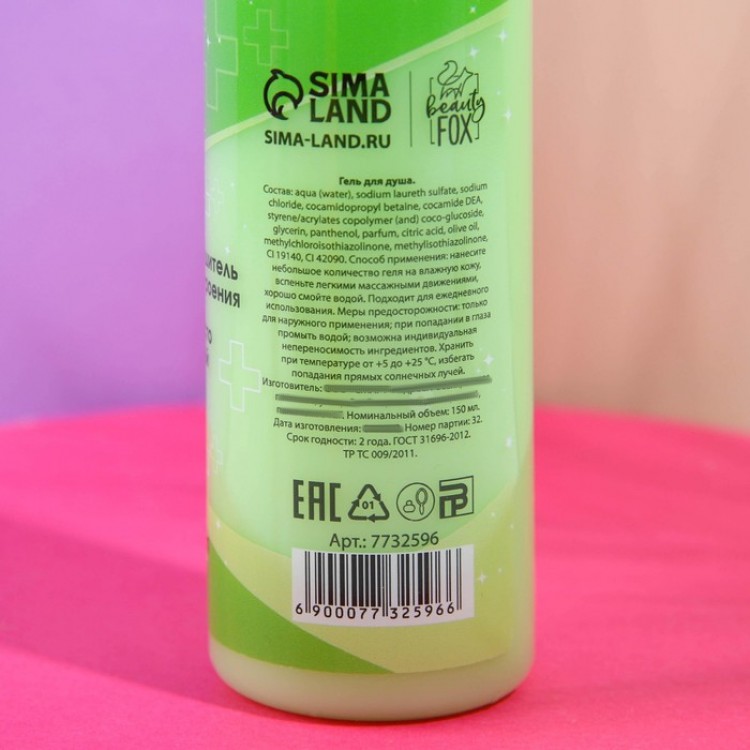 SIMA
LAND
SIMA-LAND.RU
beauty
FOX
Гель для душа.
Состав: aqua (water), sodium laureth sulfate, sodium
chloride, cocamidopropyl betaine, cocamide DEA,
styrene/acrylates copolymer (and) coco-glucoside,
glycerin, panthenol, parfum, citric acid, olive oil,
methylchloroisothiazolinone, methylisothiazolinone,
CI 19140, CI 42090. Способ применения: нанесите
небольшое количество геля на влажную кожу,
вспеньте легкими массажными движениями,
хорошо смойте водой. Подходит для ежедневного
использования. Меры предосторожности: только
для наружного применения; при попадании в глаза
промыть водой; возможна индивидуальная
непереносимость ингредиентов. Хранить
при температуре от +5 до +25 °C, избегать
попадания прямых солнечных лучей.
Изготовитель:
Номинальный объем: 150 мл.
Дата изготовления: Номер партии: 32.
Срок годности: 2 года. ГОСТ 31696-2012.
ТР ТС 009/2011.
EAC
01
Арт.: 7732596
6 900077 325966